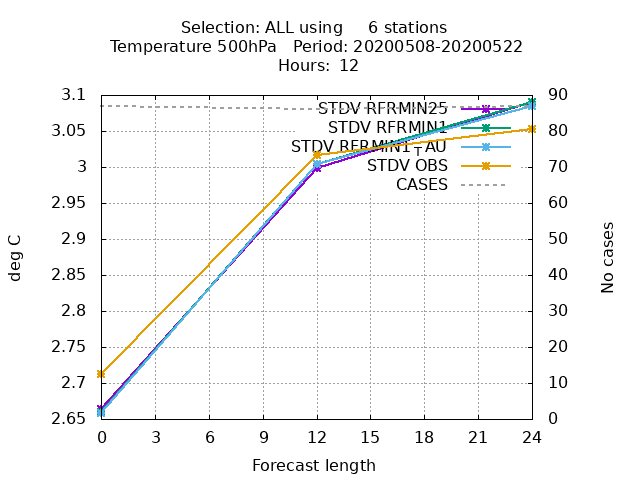 Selection: ALL using 6 stations
Temperature 500hPa Period: 20200508-20200522
Hours: 12
3.1
3.05
3
2.95
2.9
2.85
2.8
2.75
2.7
2.65
deg C
STDV RFRMIN25
STDV RFRMIN1
STDV RFRMIN1TAU
STDV OBS
CASES
90
80
70
60
50
40
30
20
10
0
No cases
0 3 6 9 12 15 18 21 24
Forecast length